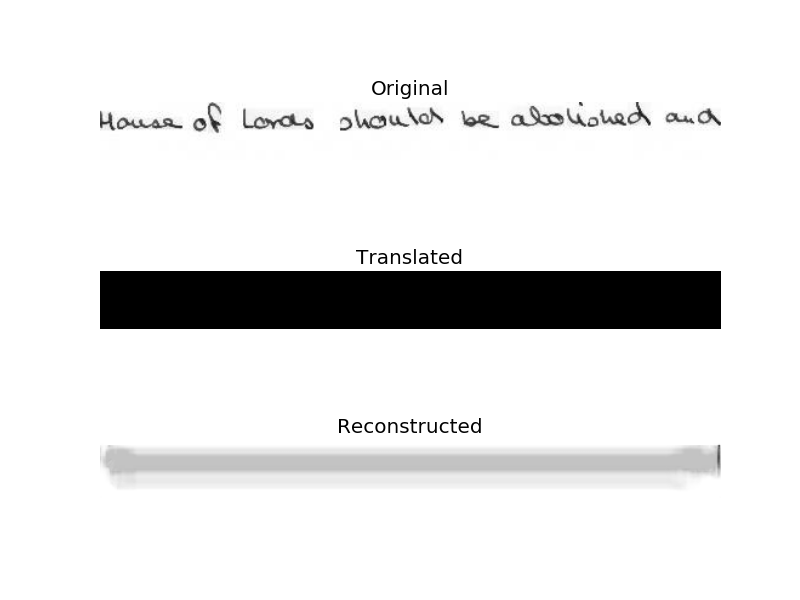 Original
House of Lords should be abolished and
Translated
Reconstructed